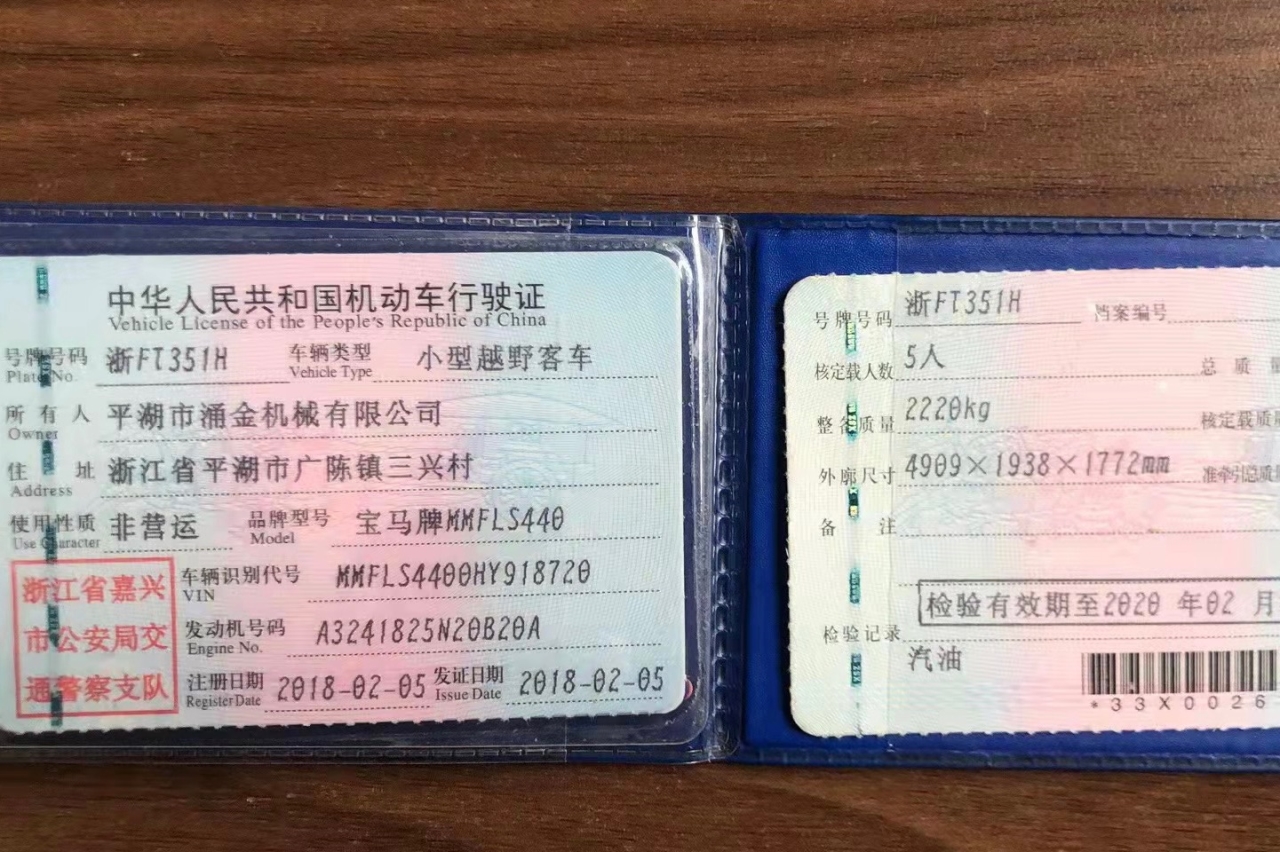 中华人民共和国机动车行驶证
Vehicle License of the People's Republic of China
号牌号码 浙FT351H 车辆类型 小型越野客车
Plate No. Vehicle Type
所有人 平湖市涌金机械有限公司
Owner
住址 浙江省平湖市广陈镇三兴村
Address
使用性质 非营运 品牌型号 宝马牌MMFLS440
Use Character Model
浙江省嘉兴
市公安局交
通警察支队
车辆识别代号 MMFLS4400HY918720
VIN
发动机号码 A3241825N20B20A
Engine No.
注册日期 2018-02-05 发证日期 2018-02-05
Register Date Issue Date
号牌号码 浙FT351H 档案编号
核定载人数 5人 总质量
整备质量 2220kg 核定载质
外廓尺寸 4909×1938×1772mm 准牵引总质
备注
检验有效期至2020 年02 月
检验记录
汽油
*33X0026